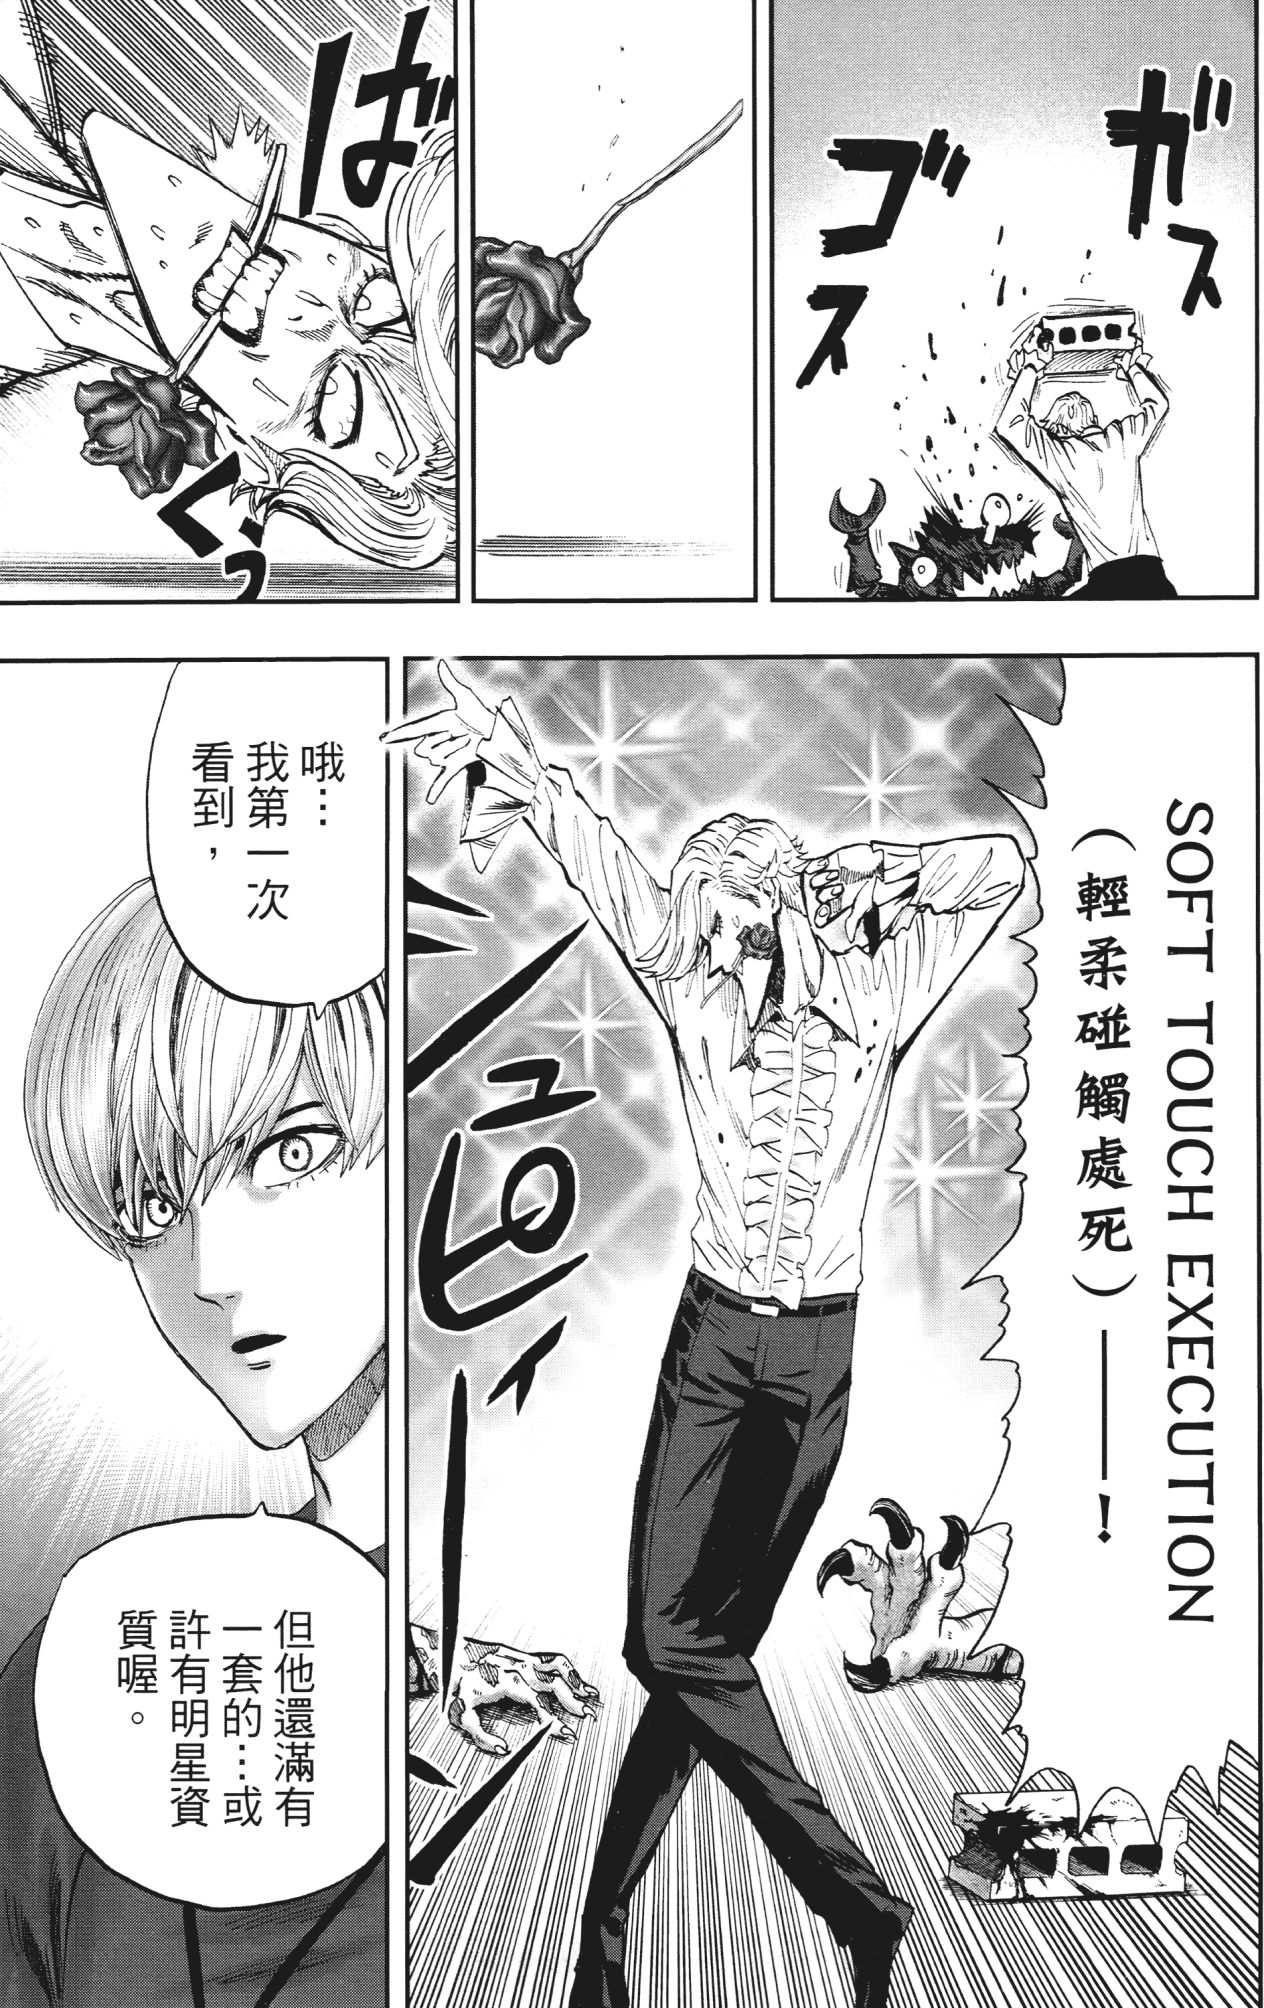 ガス
ゴス
ばくっ
SOFT TOUCH EXECUTION
（輕柔碰觸處死）——！
ピュイ
哦…
我第一次
看到，
但他還滿有
一套的…或
許有明星資
質喔。